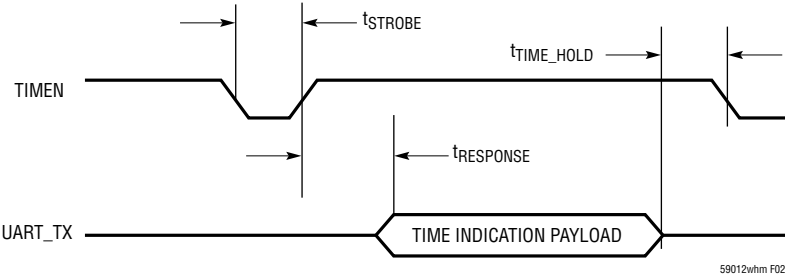 tSTROBE
tTIME_HOLD
TIMEN
tRESPONSE
UART_TX
TIME INDICATION PAYLOAD
59012whm F02